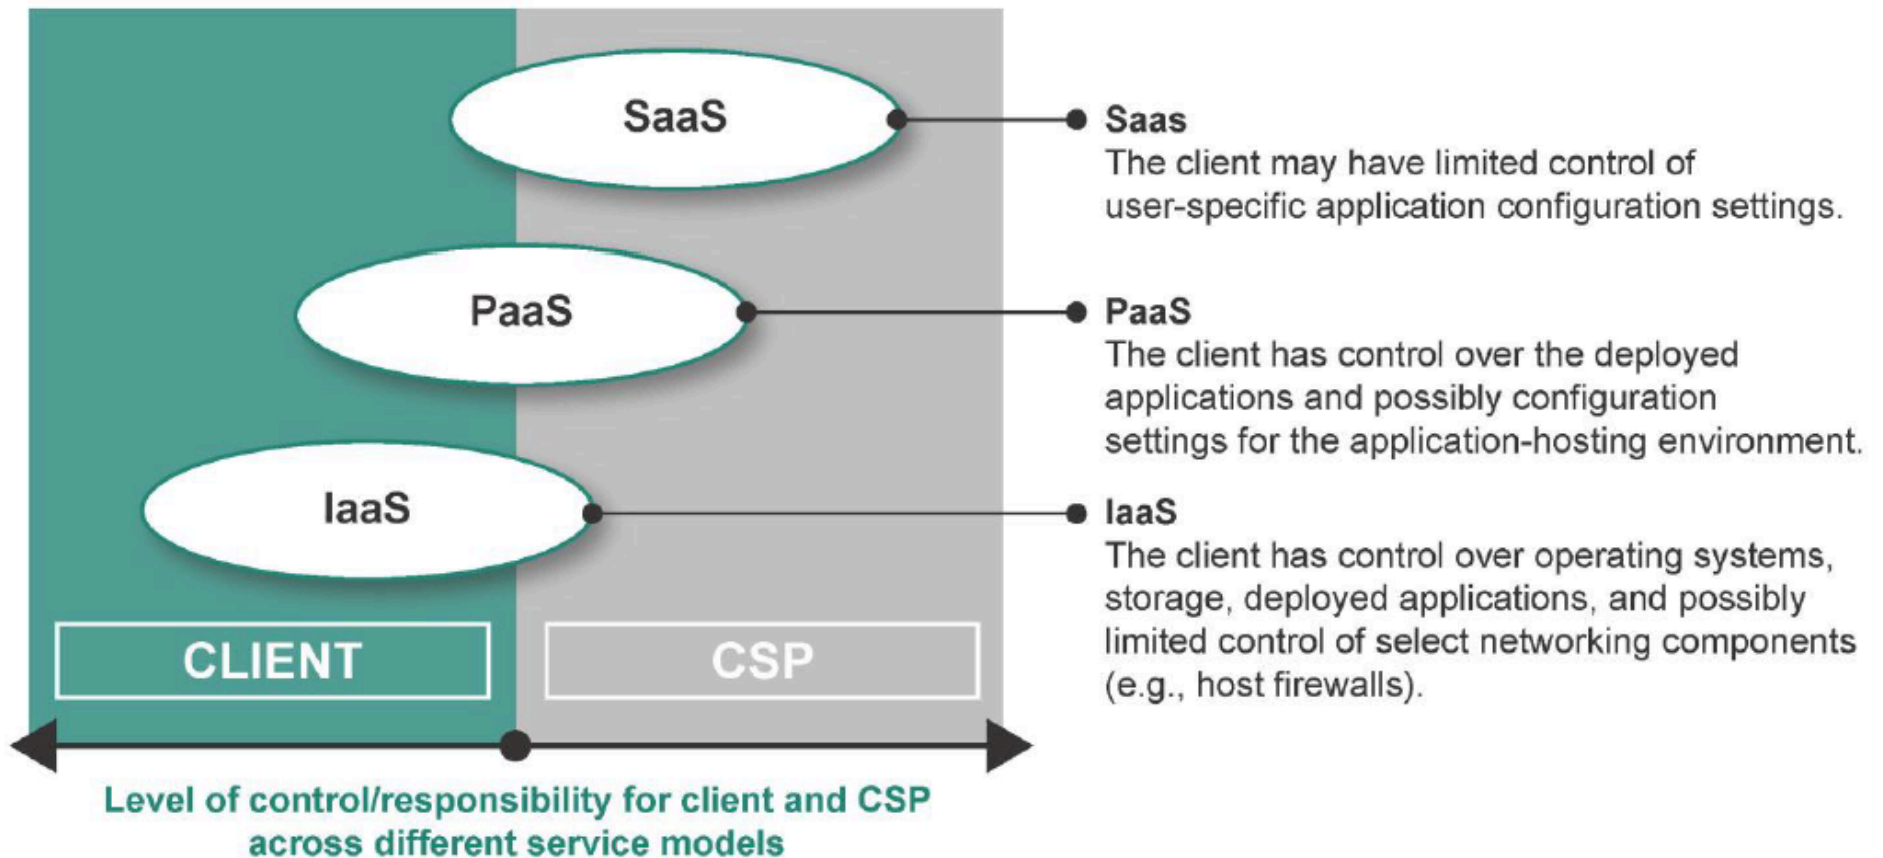 SaaS
PaaS
IaaS
CLIENT
CSP
Level of control/responsibility for client and CSP
across different service models
Saas
The client may have limited control of
user-specific application configuration settings.
PaaS
The client has control over the deployed
applications and possibly configuration
settings for the application-hosting environment.
IaaS
The client has control over operating systems,
storage, deployed applications, and possibly
limited control of select networking components
(e.g., host firewalls).